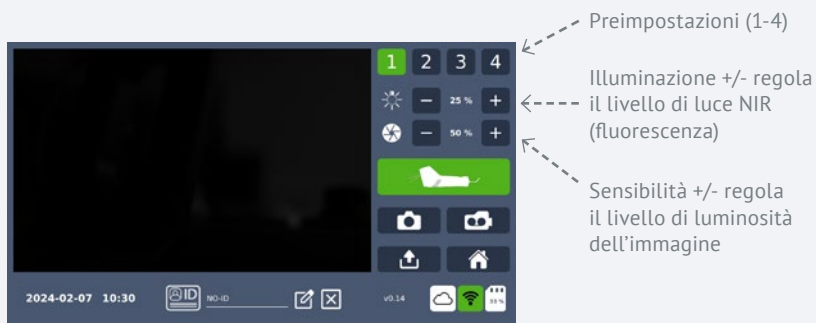 Preimpostazioni (1-4)
1 2 3 4
Illuminazione +/- regola
il livello di luce NIR
(fluorescenza)
25 %
50 %
Sensibilità +/- regola
il livello di luminosità
dell'immagine
2024-02-07 10:30
ID
NO-ID
v0.14
33 %